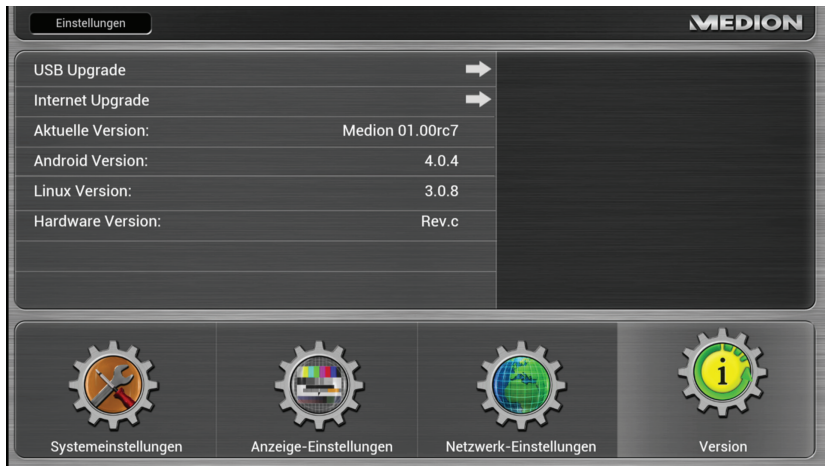 Einstellungen
MEDION
USB Upgrade
Internet Upgrade
Aktuelle Version: Medion 01.00rc7
Android Version: 4.0.4
Linux Version: 3.0.8
Hardware Version: Rev.c
i
Systemeinstellungen
Anzeige-Einstellungen
Netzwerk-Einstellungen
Version